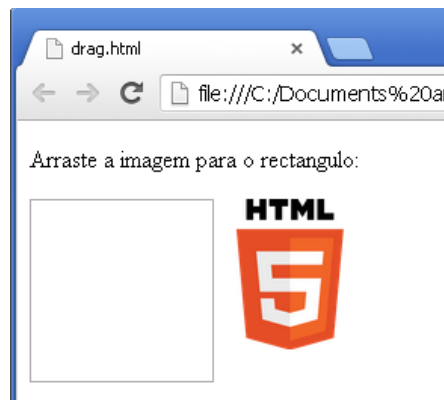 drag.html
file:///C:/Documents%20a
Arraste a imagem para o rectangulo:
HTML
5